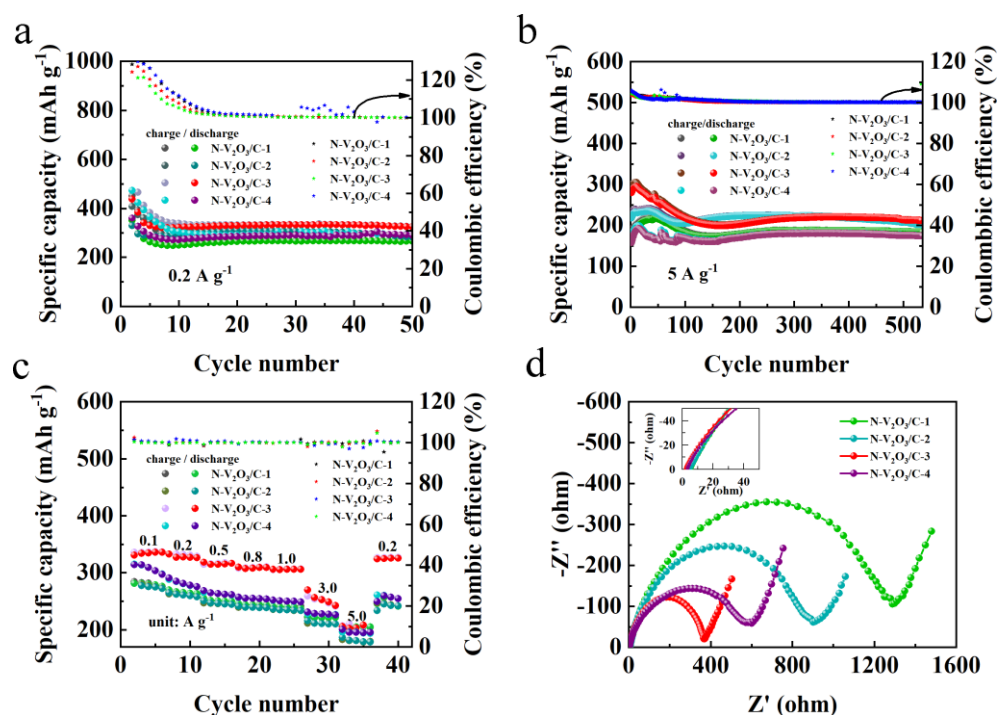 a
Specific capacity (mAh g⁻¹)
1000
800
600
400
200
0
charge / discharge
N-V₂O₃/C-1
N-V₂O₃/C-2
N-V₂O₃/C-3
N-V₂O₃/C-4
N-V₂O₃/C-1
N-V₂O₃/C-2
N-V₂O₃/C-3
N-V₂O₃/C-4
0.2 A g⁻¹
120
100
80
60
40
20
0
Coulombic efficiency (%)
0 10 20 30 40 50
Cycle number
b
Specific capacity (mAh g⁻¹)
600
500
400
300
200
100
0
charge/discharge
N-V₂O₃/C-1
N-V₂O₃/C-2
N-V₂O₃/C-3
N-V₂O₃/C-4
N-V₂O₃/C-1
N-V₂O₃/C-2
N-V₂O₃/C-3
N-V₂O₃/C-4
5 A g⁻¹
120
100
80
60
40
20
0
Coulombic efficiency (%)
0 100 200 300 400 500
Cycle number
c
Specific capacity (mAh g⁻¹)
600
500
400
300
200
charge / discharge
N-V₂O₃/C-1
N-V₂O₃/C-2
N-V₂O₃/C-3
N-V₂O₃/C-4
N-V₂O₃/C-1
N-V₂O₃/C-2
N-V₂O₃/C-3
N-V₂O₃/C-4
0.1 0.2 0.5 0.8 1.0 3.0 5.0 0.2
unit: A g⁻¹
120
100
80
60
40
20
0
Coulombic efficiency (%)
0 10 20 30 40
Cycle number
d
-Z'' (ohm)
-600
-500
-400
-300
-200
-100
0
-Z'' (ohm)
-40
-20
0
0 20 40
Z' (ohm)
N-V₂O₃/C-1
N-V₂O₃/C-2
N-V₂O₃/C-3
N-V₂O₃/C-4
0 400 800 1200 1600
Z' (ohm)